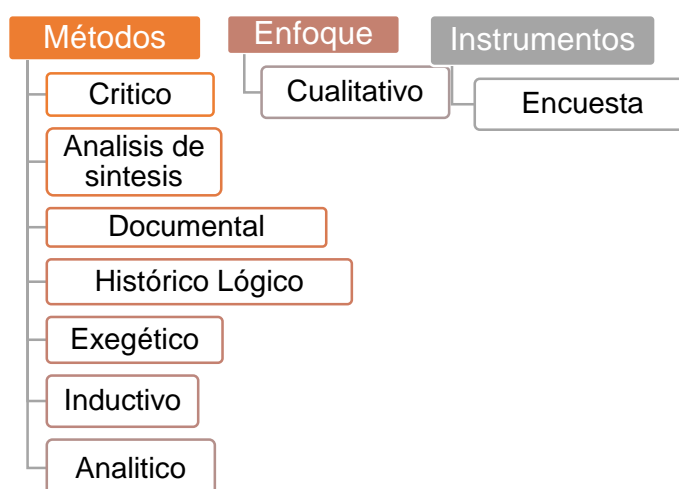 Métodos
Critico
Analisis de
sintesis
Documental
Histórico Lógico
Exegético
Inductivo
Analitico
Enfoque
Cualitativo
Instrumentos
Encuesta